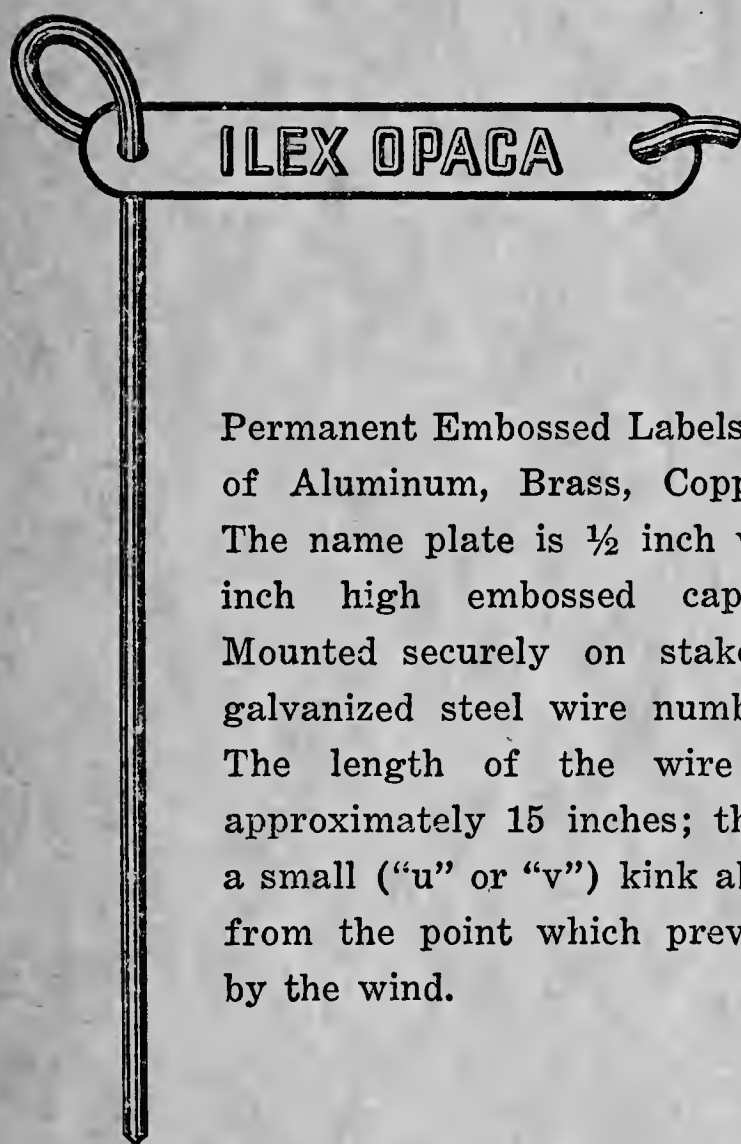 ILEX OPACA
Permanent Embossed Labels
of Aluminum, Brass, Copp
The name plate is ½ inch
inch high embossed cap
Mounted securely on stak
galvanized steel wire numb
The length of the wire
approximately 15 inches; th
a small (“u” or “v”) kink al
from the point which prev
by the wind.